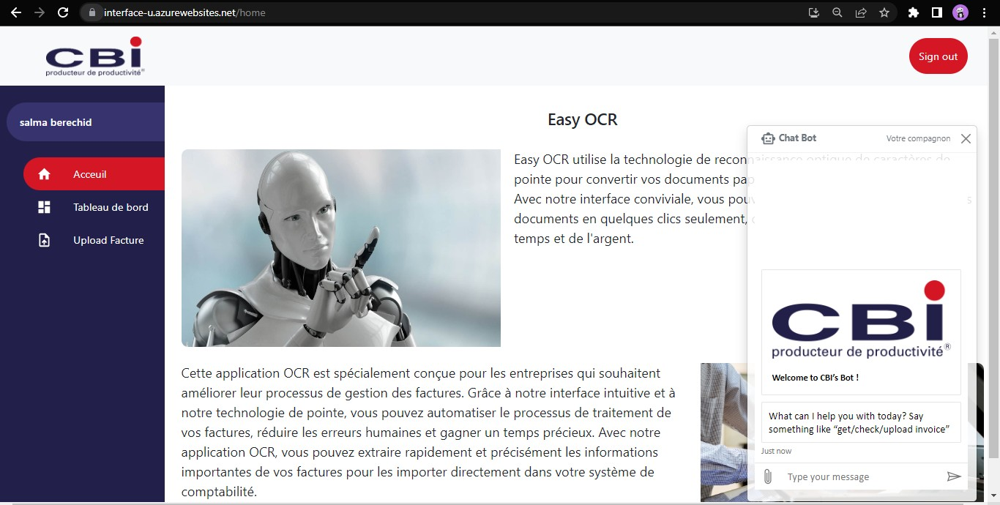 interface-u.azurewebsites.net/home
CBI
producteur de productivité
Sign out
salma berechid
Acceuil
Tableau de bord
Upload Facture
Easy OCR
Easy OCR utilise la technologie de reconnaissance optique de caractères de
pointe pour convertir vos documents
Avec notre interface conviviale, vous
documents en quelques clics seulement,
temps et de l'argent.
Cette application OCR est spécialement conçue pour les entreprises qui souhaitent
améliorer leur processus de gestion des factures. Grâce à notre interface intuitive et à
notre technologie de pointe, vous pouvez automatiser le processus de traitement de
vos factures, réduire les erreurs humaines et gagner un temps précieux. Avec notre
application OCR, vous pouvez extraire rapidement et précisément les informations
importantes de vos factures pour les importer directement dans votre système de
comptabilité.
Chat Bot
Votre compagnon
CBI
producteur de productivité®
Welcome to CBI’s Bot !
What can I help you with today? Say
something like “get/check/upload invoice”
Just now
Type your message